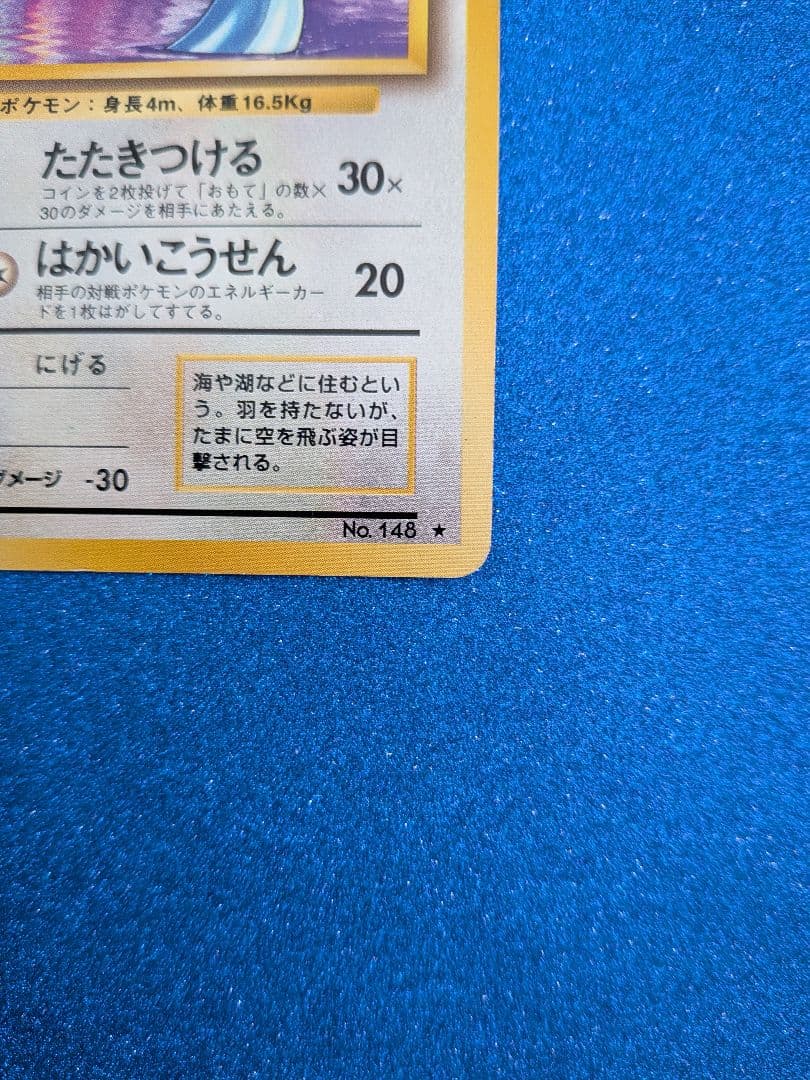 ポケモン：身長4m、体重16.5Kg
たたきつける 30×
コインを2枚投げて「おもて」の数×
30のダメージを相手にあたえる。
はかいこうせん 20
相手の対戦ポケモンのエネルギーカー
ドを1枚はがしてすてる。
にげる
海や湖などに住むとい
う。羽を持たないが、
たまに空を飛ぶ姿が目
撃される。
ダメージ -30
No. 148 ★